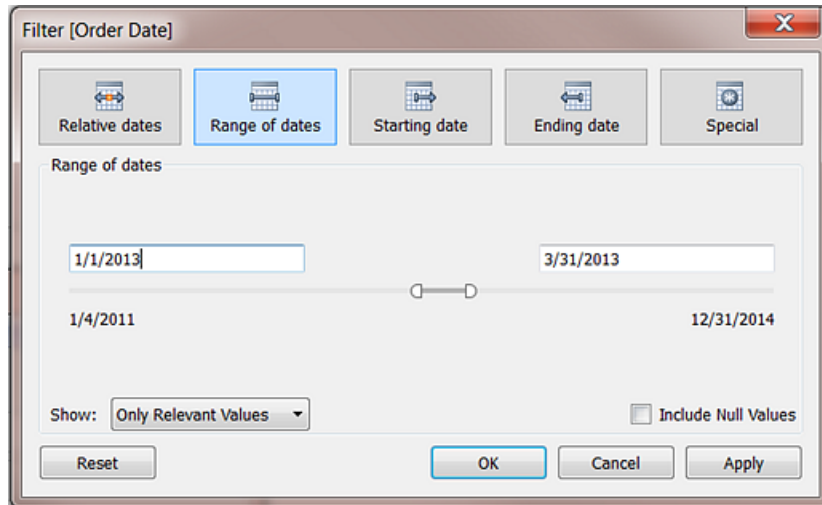 Filter [Order Date]
Relative dates
Range of dates
Starting date
Ending date
Special
Range of dates
1/1/2013
3/31/2013
1/4/2011
12/31/2014
Show:
Only Relevant Values
Include Null Values
Reset
OK
Cancel
Apply